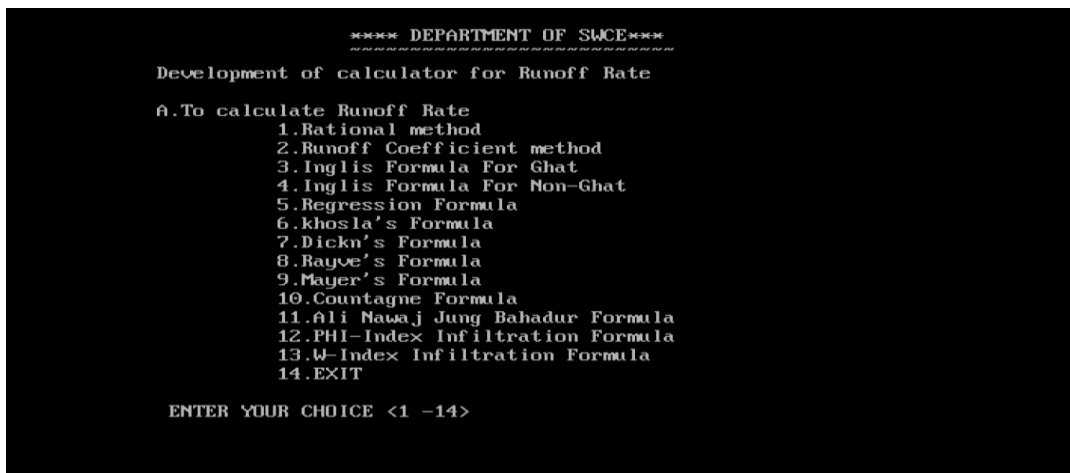 **** DEPARTMENT OF SWCE***
~~~~~~~~~~~~~~~~~~~~~~~~~~~
Development of calculator for Runoff Rate
A.To calculate Runoff Rate
1.Rational method
2.Runoff Coefficient method
3.Inglis Formula For Ghat
4.Inglis Formula For Non-Ghat
5.Regression Formula
6.khosla's Formula
7.Dickn's Formula
8.Rayve's Formula
9.Mayer's Formula
10.Countagne Formula
11.Ali Nawaj Jung Bahadur Formula
12.PHI-Index Infiltration Formula
13.W-Index Infiltration Formula
14.EXIT
ENTER YOUR CHOICE <1 -14>